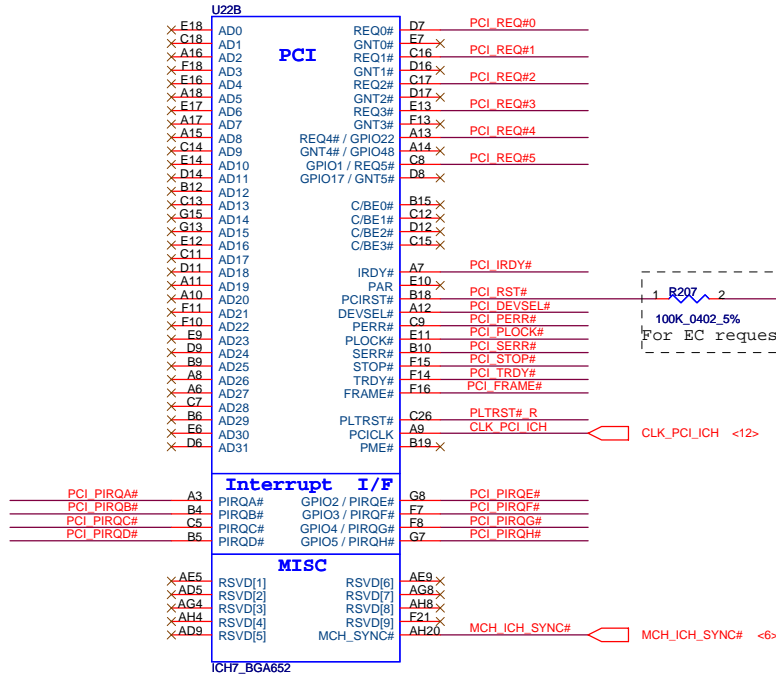 U22B
PCI
E18 AD0 REQ0# D7 PCI_REQ#0
C18 AD1 GNT0# E7
A16 AD2 REQ1# C16 PCI_REQ#1
F18 AD3 GNT1# D16
E16 AD4 REQ2# C17 PCI_REQ#2
A18 AD5 GNT2# D17
E17 AD6 REQ3# E13 PCI_REQ#3
A17 AD7 GNT3# F13
A15 AD8 REQ4# / GPIO22 A13 PCI_REQ#4
C14 AD9 GNT4# / GPIO48 A14
E14 AD10 GPIO1 / REQ5# C8 PCI_REQ#5
D14 AD11 GPIO17 / GNT5# D8
B12 AD12
C13 AD13 C/BE0# B15
G15 AD14 C/BE1# C12
G13 AD15 C/BE2# D12
E12 AD16 C/BE3# C15
C11 AD17
D11 AD18 IRDY# A7 PCI_IRDY#
A11 AD19 PAR E10
A10 AD20 PCIRST# B18 PCI_RST# 1 R207 2
F11 AD21 DEVSEL# A12 PCI_DEVSEL#
F10 AD22 PERR# C9 PCI_PERR# 100K_0402_5%
E9 AD23 PLOCK# E11 PCI_PLOCK# For EC reques
D9 AD24 SERR# B10 PCI_SERR#
B9 AD25 STOP# F15 PCI_STOP#
A8 AD26 TRDY# F14 PCI_TRDY#
A6 AD27 FRAME# F16 PCI_FRAME#
C7 AD28
B6 AD29 PLTRST# C26 PLTRST#_R
E6 AD30 PCICLK A9 CLK_PCI_ICH CLK_PCI_ICH <12>
D6 AD31 PME# B19
Interrupt I/F
PCI_PIRQA# A3 PIRQA# GPIO2 / PIRQE# G8 PCI_PIRQE#
PCI_PIRQB# B4 PIRQB# GPIO3 / PIRQF# F7 PCI_PIRQF#
PCI_PIRQC# C5 PIRQC# GPIO4 / PIRQG# F8 PCI_PIRQG#
PCI_PIRQD# B5 PIRQD# GPIO5 / PIRQH# G7 PCI_PIRQH#
MISC
AE5 RSVD[1] RSVD[6] AE9
AD5 RSVD[2] RSVD[7] AG8
AG4 RSVD[3] RSVD[8] AH8
AH4 RSVD[4] RSVD[9] F21
AD9 RSVD[5] MCH_SYNC# AH20 MCH_ICH_SYNC# MCH_ICH_SYNC# <6>
ICH7_BGA652